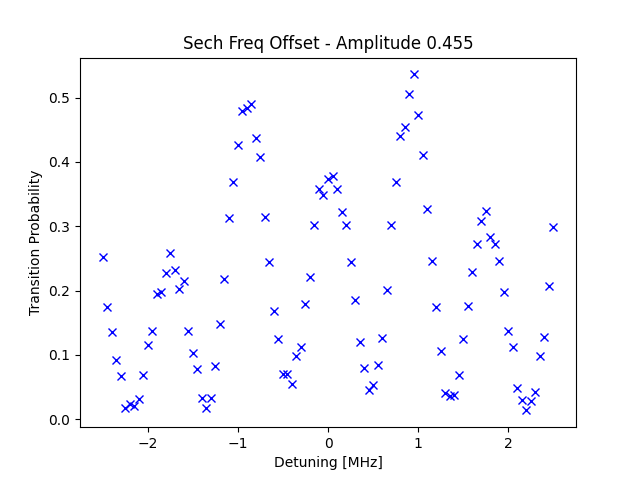 Sech Freq Offset - Amplitude 0.455
Transition Probability
0.5
0.4
0.3
0.2
0.1
0.0
−2 −1 0 1 2
Detuning [MHz]